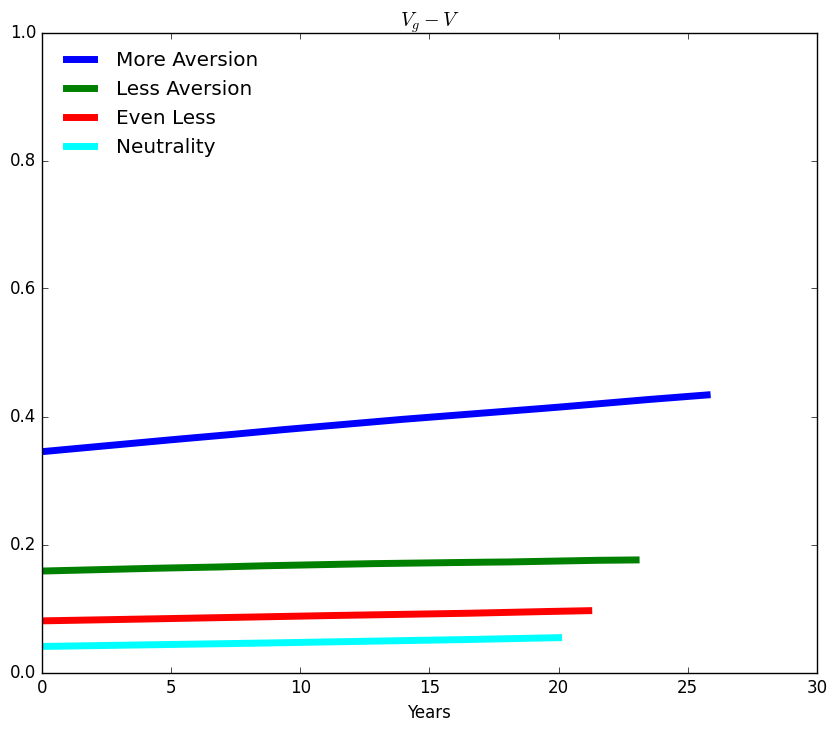 V_g − V
1.0
More Aversion
Less Aversion
Even Less
Neutrality
0.8
0.6
0.4
0.2
0.0
0 5 10 15 20 25 30
Years